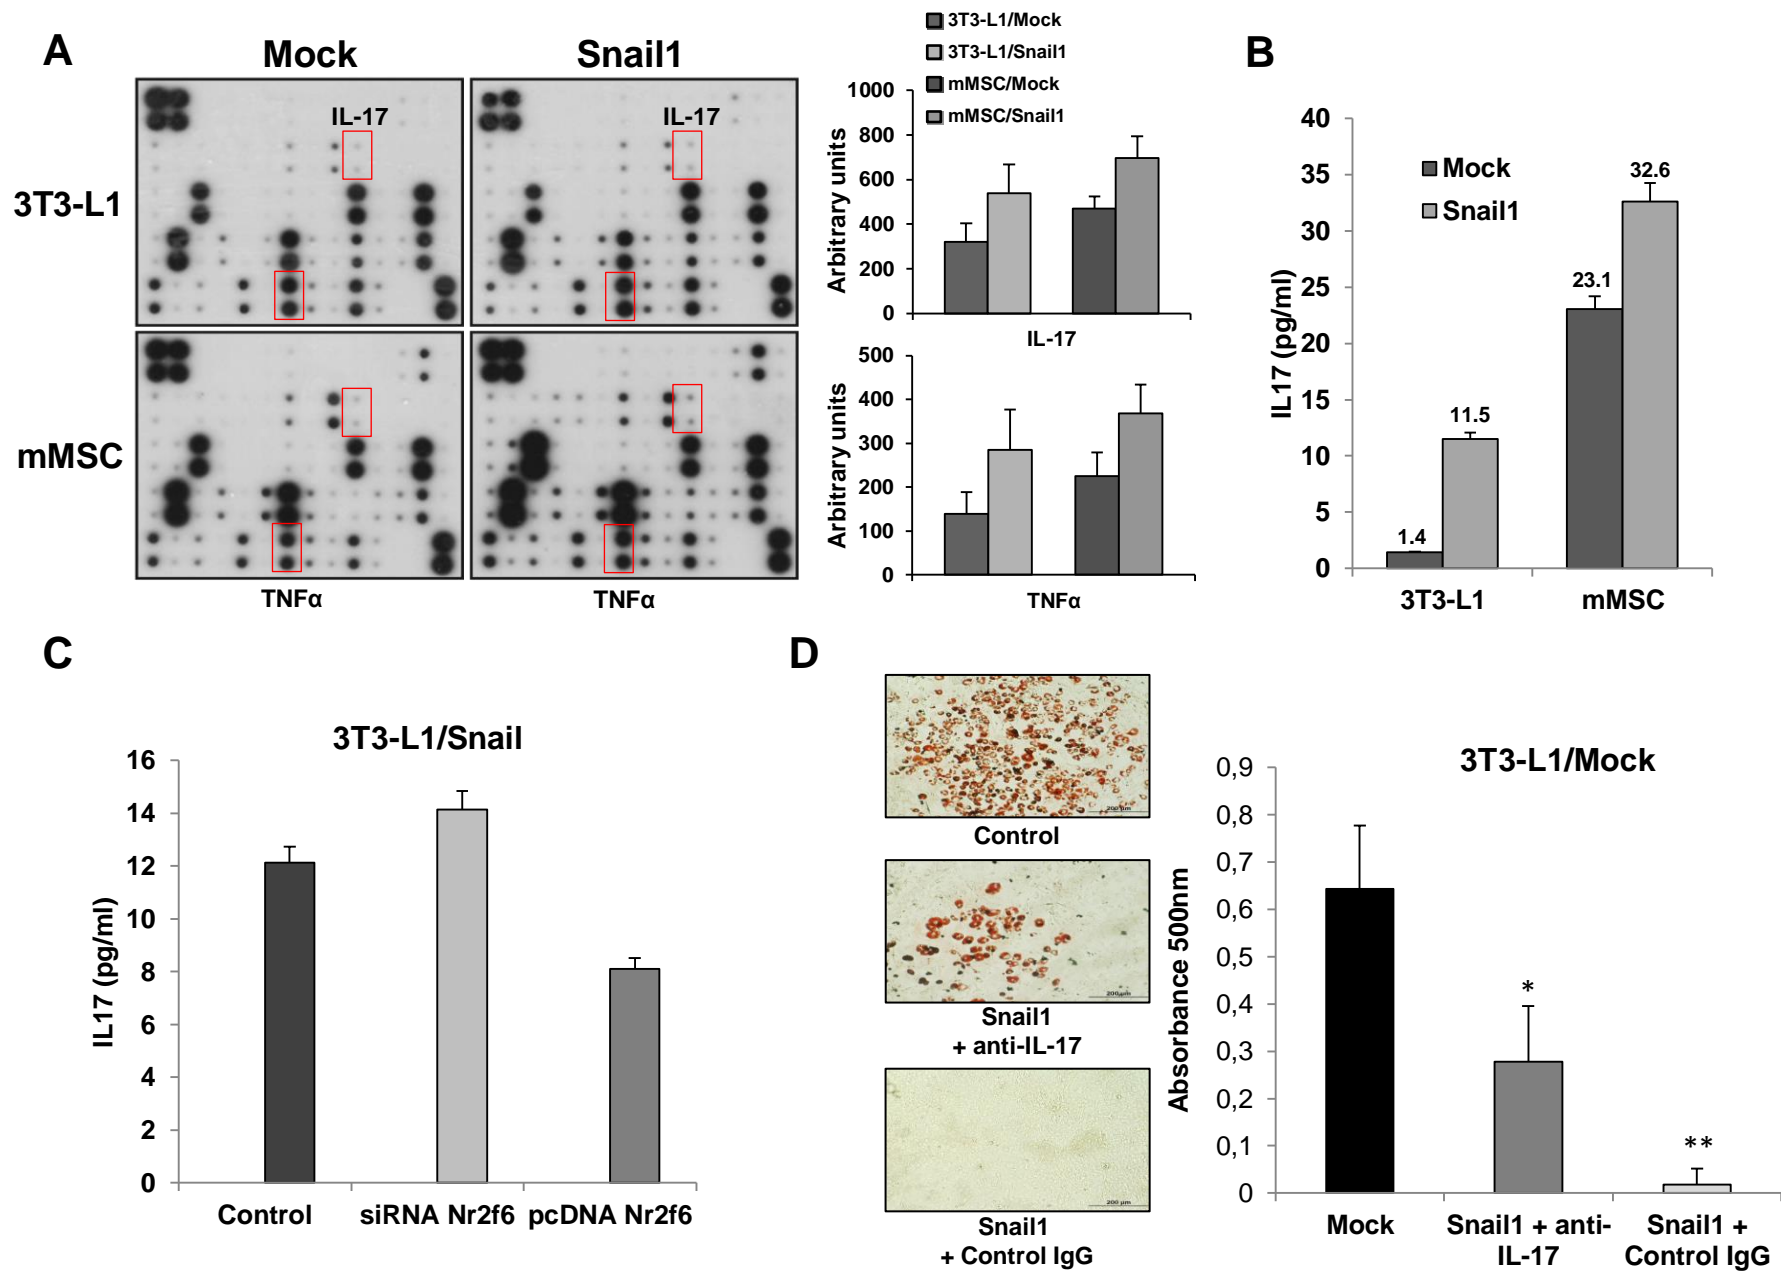 A
Mock
Snail1
IL-17
IL-17
3T3-L1
mMSC
TNFα
TNFα
3T3-L1/Mock
3T3-L1/Snail1
mMSC/Mock
mMSC/Snail1
1000
800
600
400
200
0
Arbitrary units
IL-17
500
400
300
200
100
0
Arbitrary units
TNFα
B
40
35
30
25
20
15
10
5
0
IL17 (pg/ml)
Mock
Snail1
1.4
11.5
23.1
32.6
3T3-L1
mMSC
C
3T3-L1/Snail
16
14
12
10
8
6
4
2
0
IL17 (pg/ml)
Control
siRNA Nr2f6
pcDNA Nr2f6
D
200 µm
Control
200 µm
Snail1
+ anti-IL-17
200 µm
Snail1
+ Control IgG
3T3-L1/Mock
0,9
0,8
0,7
0,6
0,5
0,4
0,3
0,2
0,1
0
Absorbance 500nm
*
**
Mock
Snail1 + anti-
IL-17
Snail1 +
Control IgG